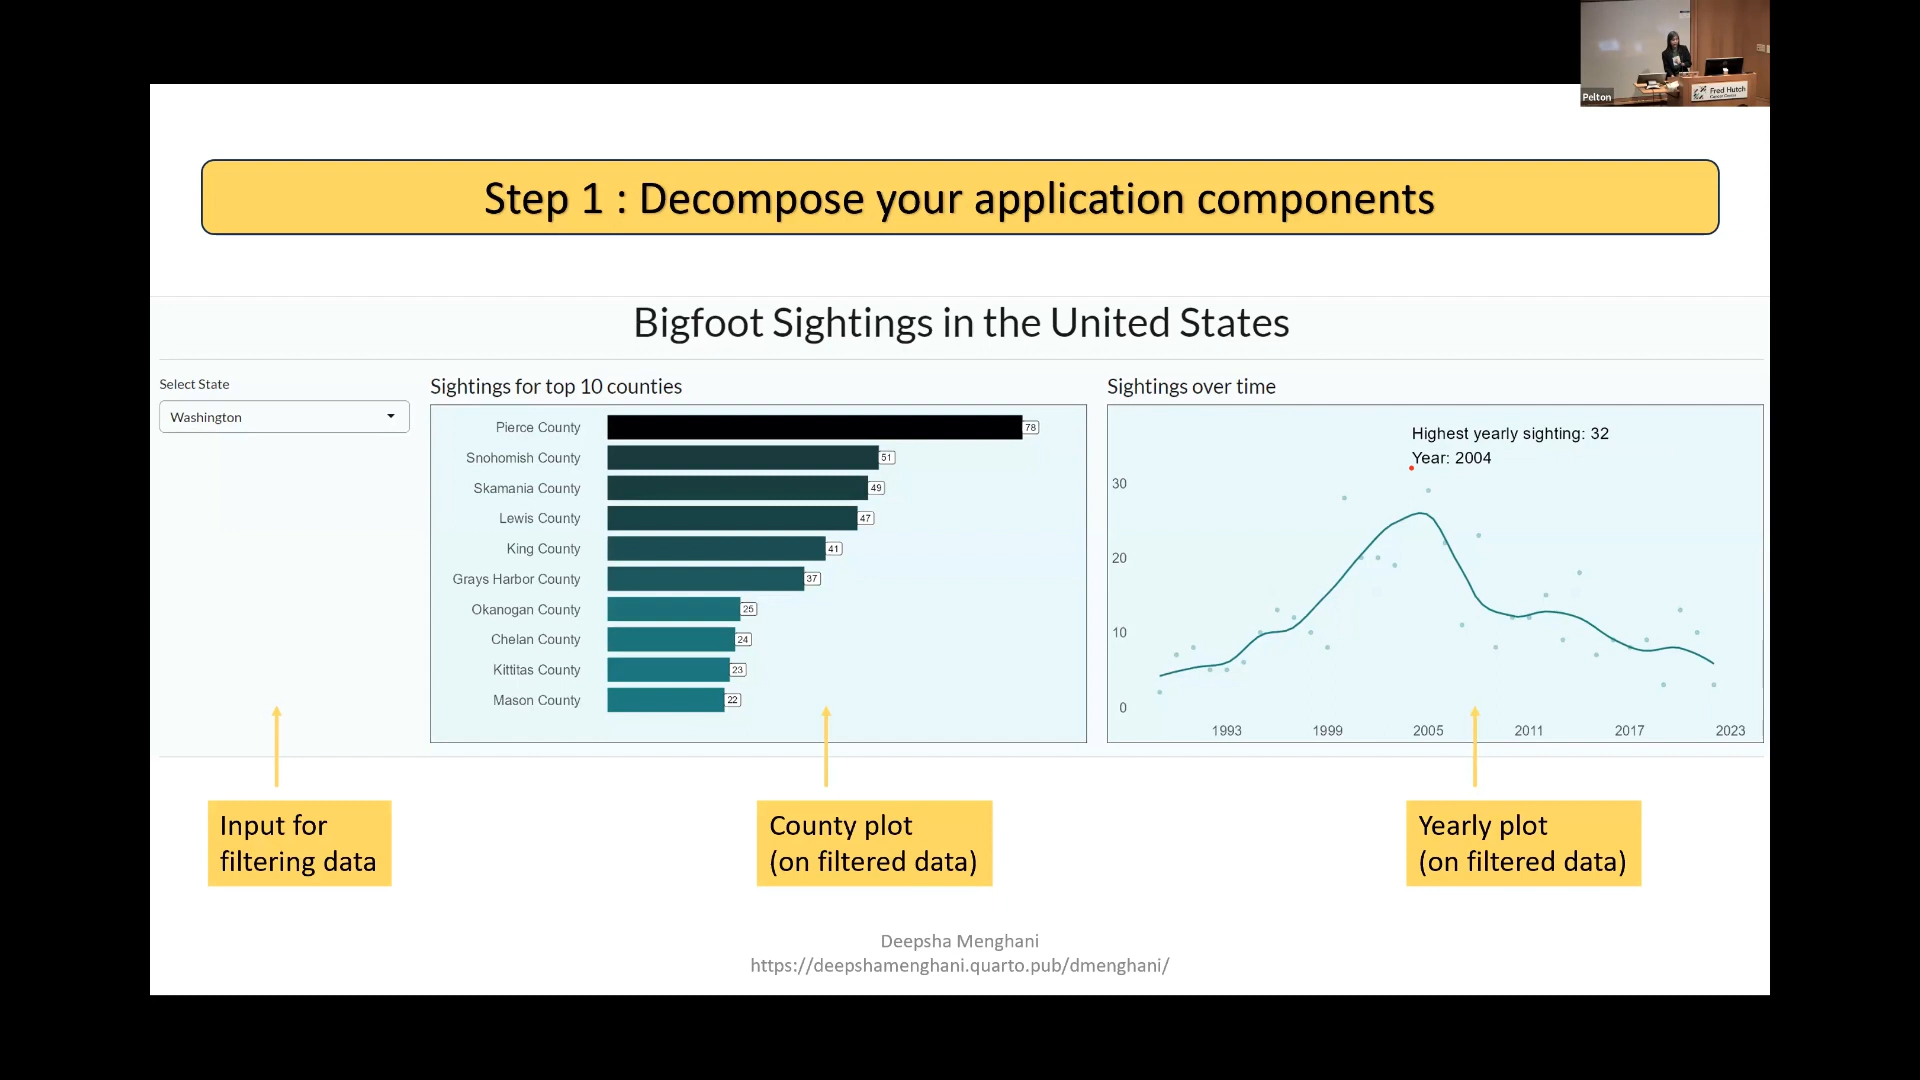 Pelton
Fred Hutch
Cancer Center
Step 1 : Decompose your application components
Bigfoot Sightings in the United States
Select State
Washington
Sightings for top 10 counties
Pierce County
78
Snohomish County
51
Skamania County
49
Lewis County
47
King County
41
Grays Harbor County
37
Okanogan County
25
Chelan County
24
Kittitas County
23
Mason County
22
Sightings over time
Highest yearly sighting: 32
Year: 2004
30
20
10
0
1993
1999
2005
2011
2017
2023
Input for
filtering data
County plot
(on filtered data)
Yearly plot
(on filtered data)
Deepsha Menghani
https://deepshamenghani.quarto.pub/dmenghani/